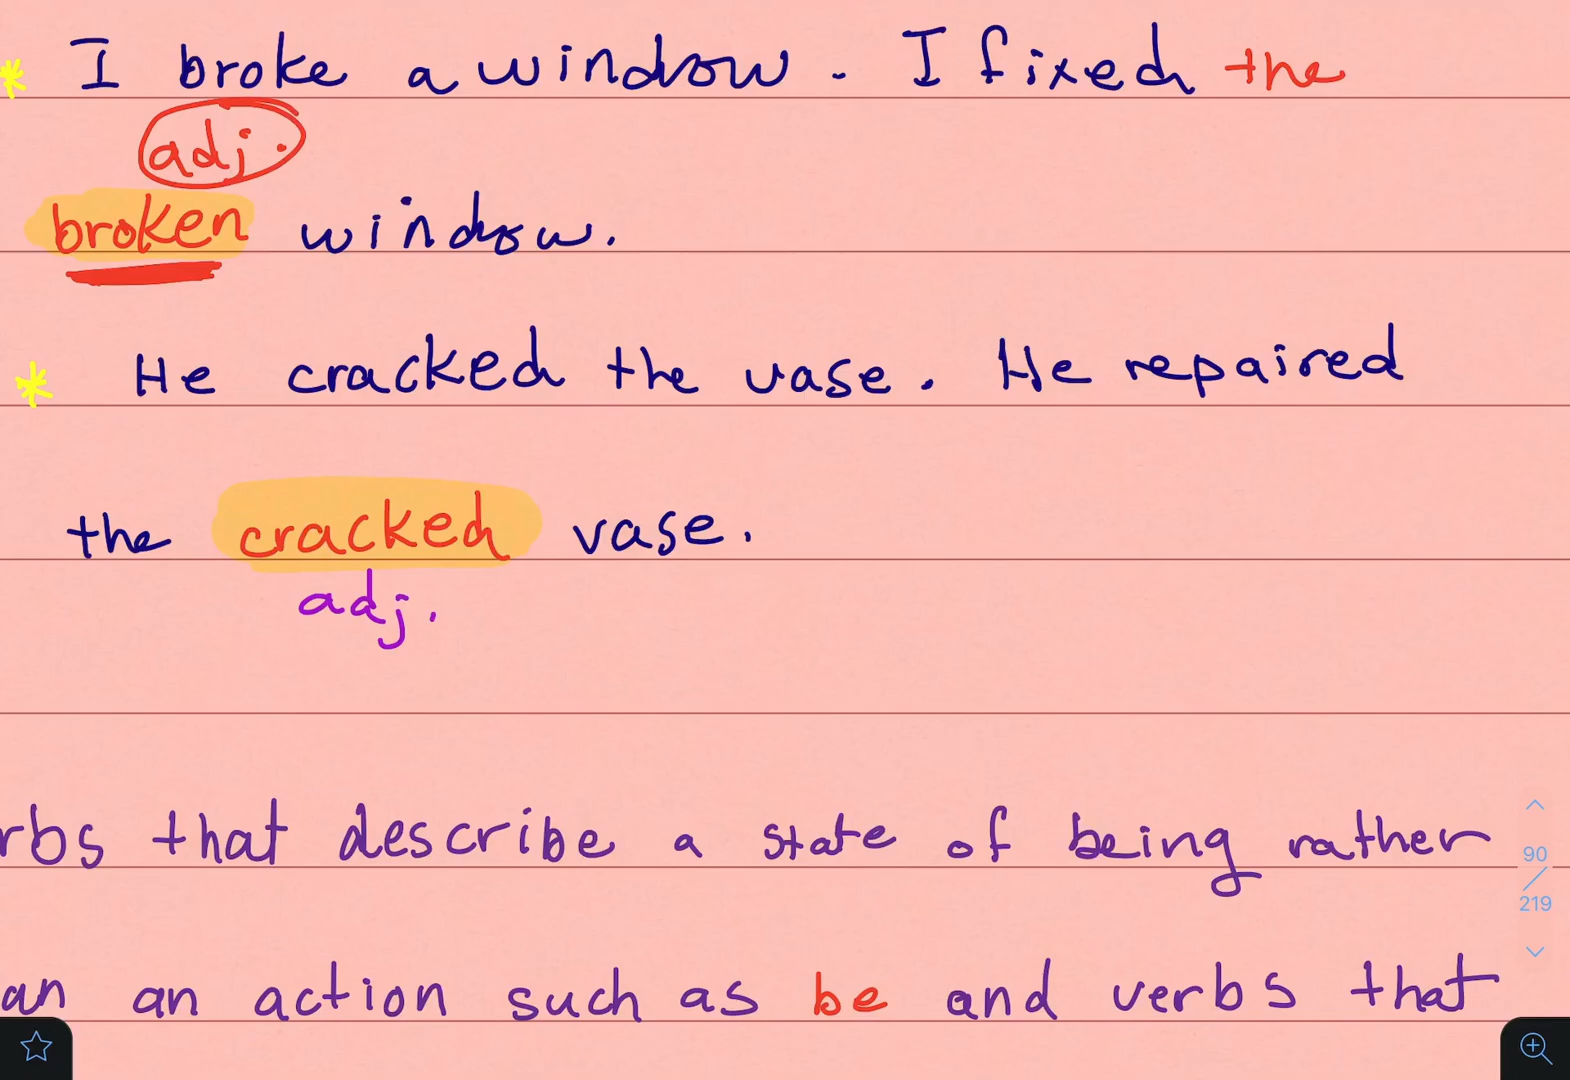 * I broke a window. I fixed the
adj.
broken window.
* He cracked the vase. He repaired
the cracked vase.
adj.
rbs that describe a state of being rather
90
219
an an action such as be and verbs that